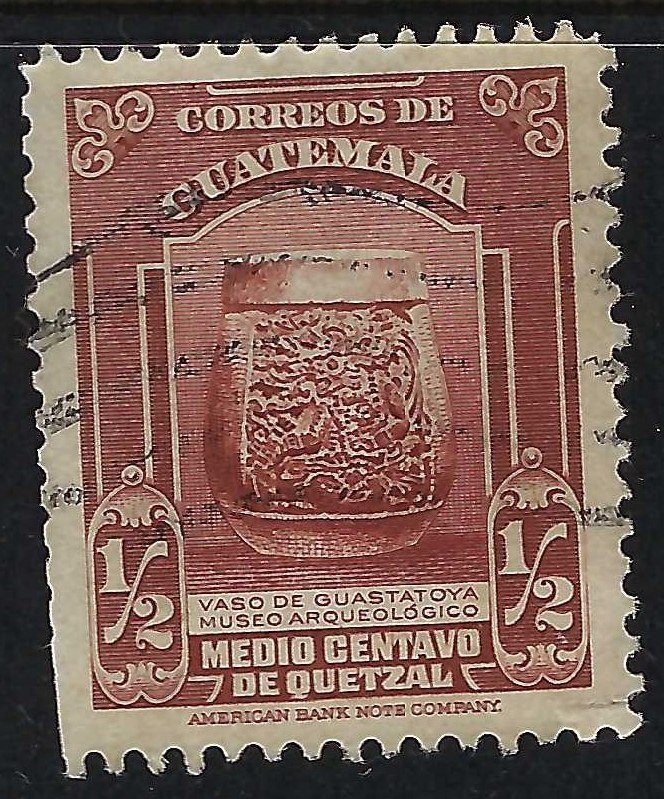 CORREOS DE
GUATEMALA
1/2
1/2
VASO DE GUASTATOYA
MUSEO ARQUEOLÓGICO
MEDIO CENTAVO
DE QUETZAL
AMERICAN BANK NOTE COMPANY.